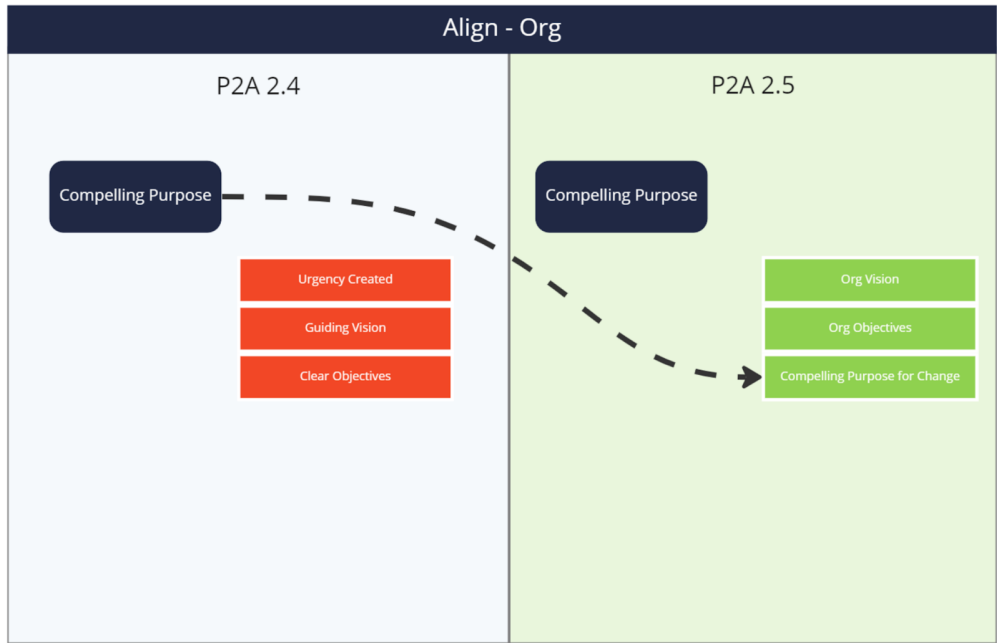 Align - Org
P2A 2.4
Compelling Purpose
Urgency Created
Guiding Vision
Clear Objectives
P2A 2.5
Compelling Purpose
Org Vision
Org Objectives
Compelling Purpose for Change